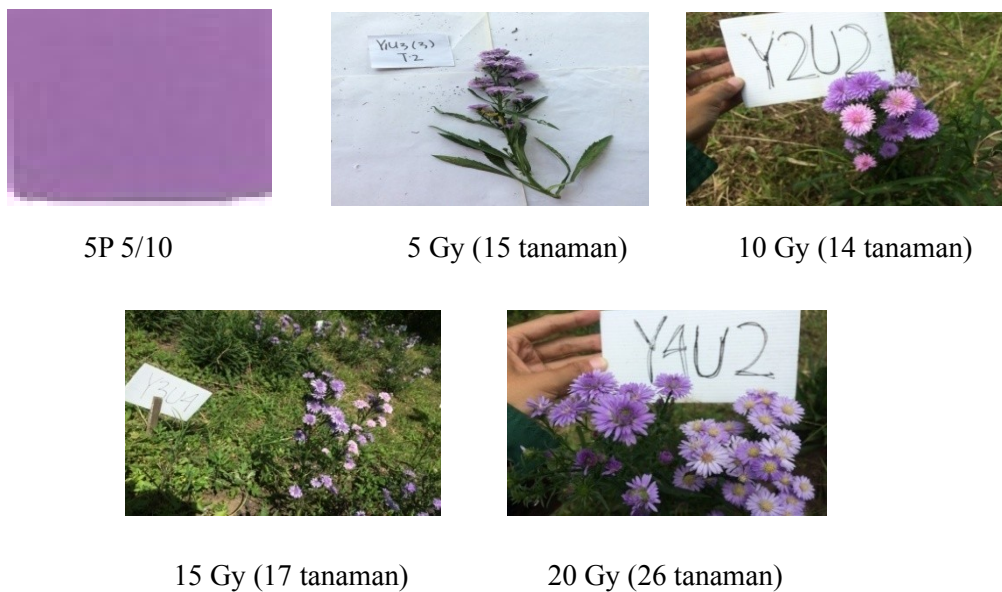 Y1U3 (3)
T.2
Y2U2
5P 5/10
5 Gy (15 tanaman)
10 Gy (14 tanaman)
Y3U4
Y4U2
15 Gy (17 tanaman)
20 Gy (26 tanaman)